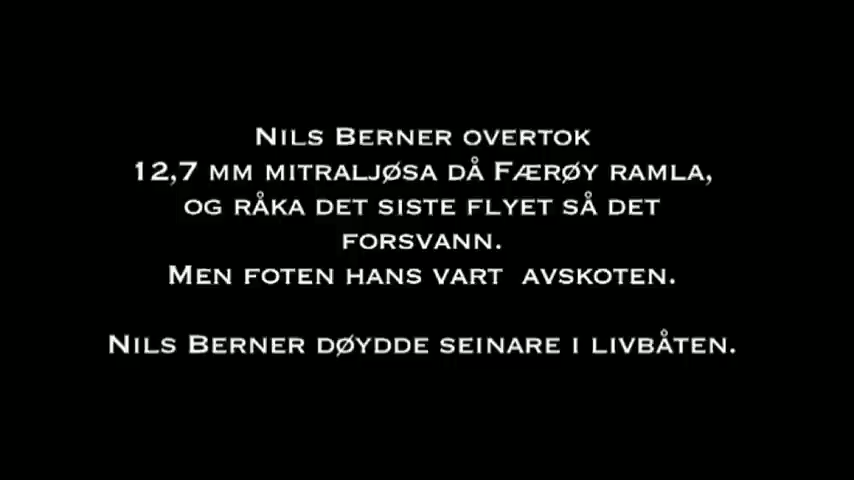 Nils Berner overtok
12,7 mm mitraljøsa då Færøy ramla,
og råka det siste flyet så det
forsvann.
Men foten hans vart avskoten.
Nils Berner døydde seinare i livbåten.